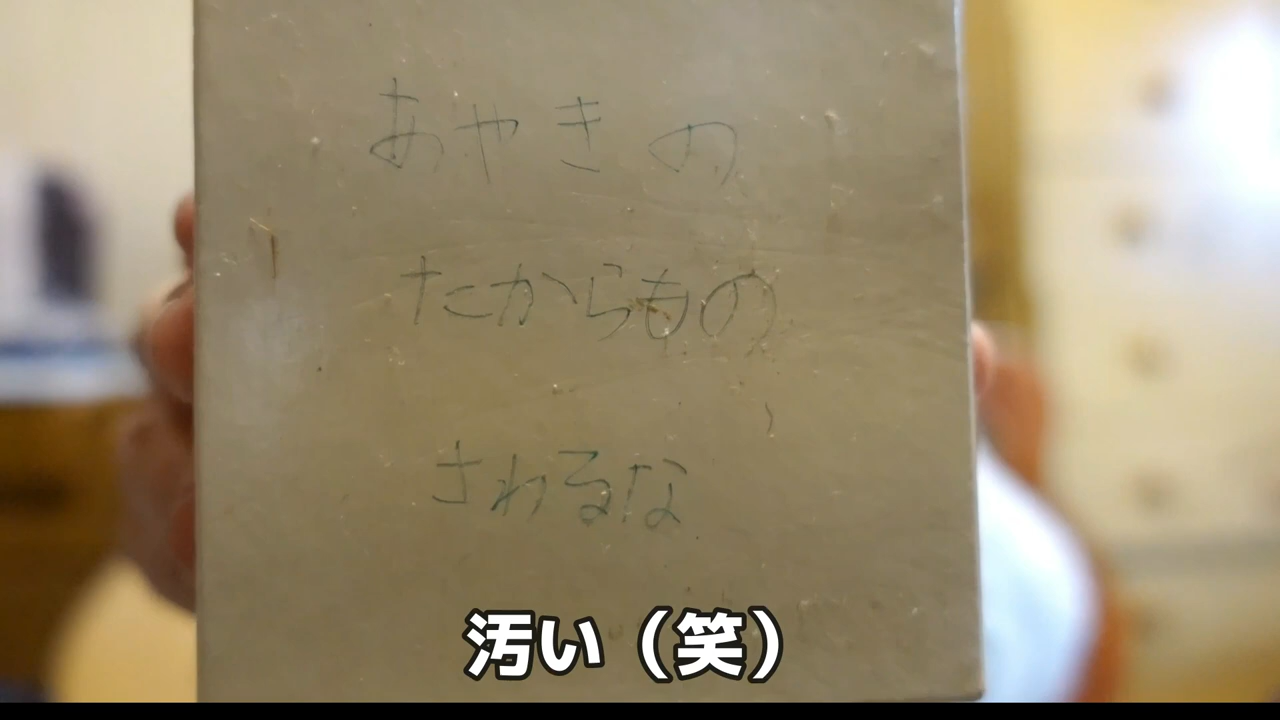 あやきの
たからもの
さわるな
汚い（笑）